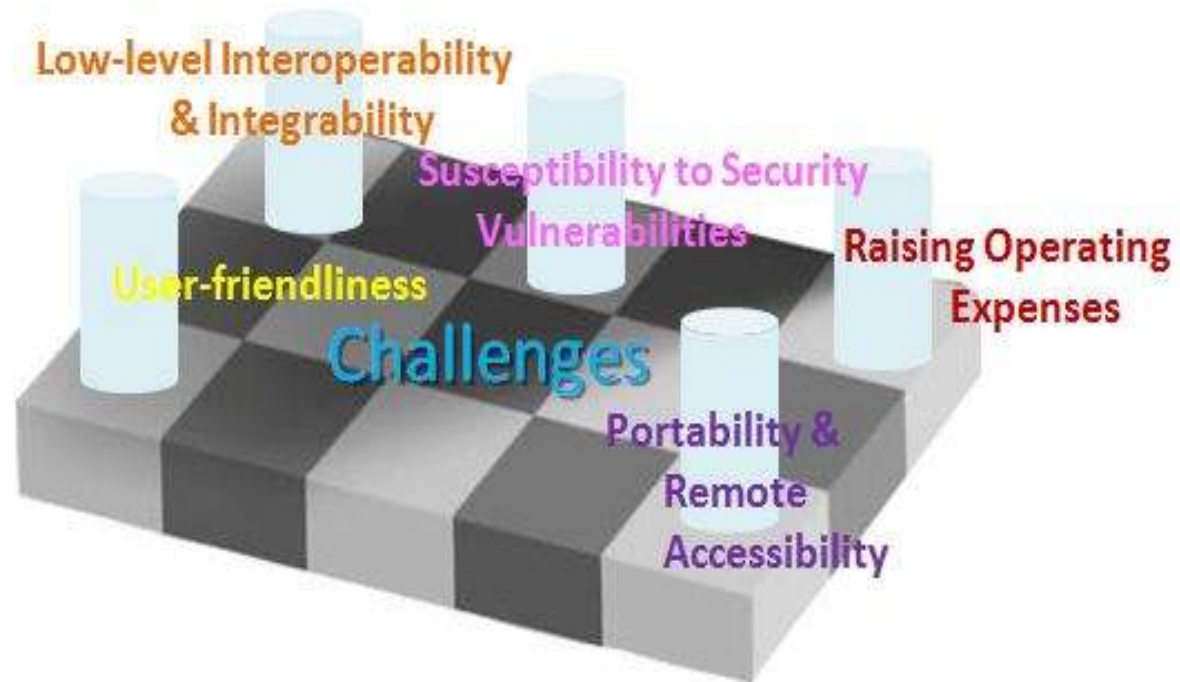 Low-level Interoperability
& Integrability
Susceptibility to Security
Vulnerabilities
Raising Operating
Expenses
User-friendliness
Challenges
Portability &
Remote
Accessibility